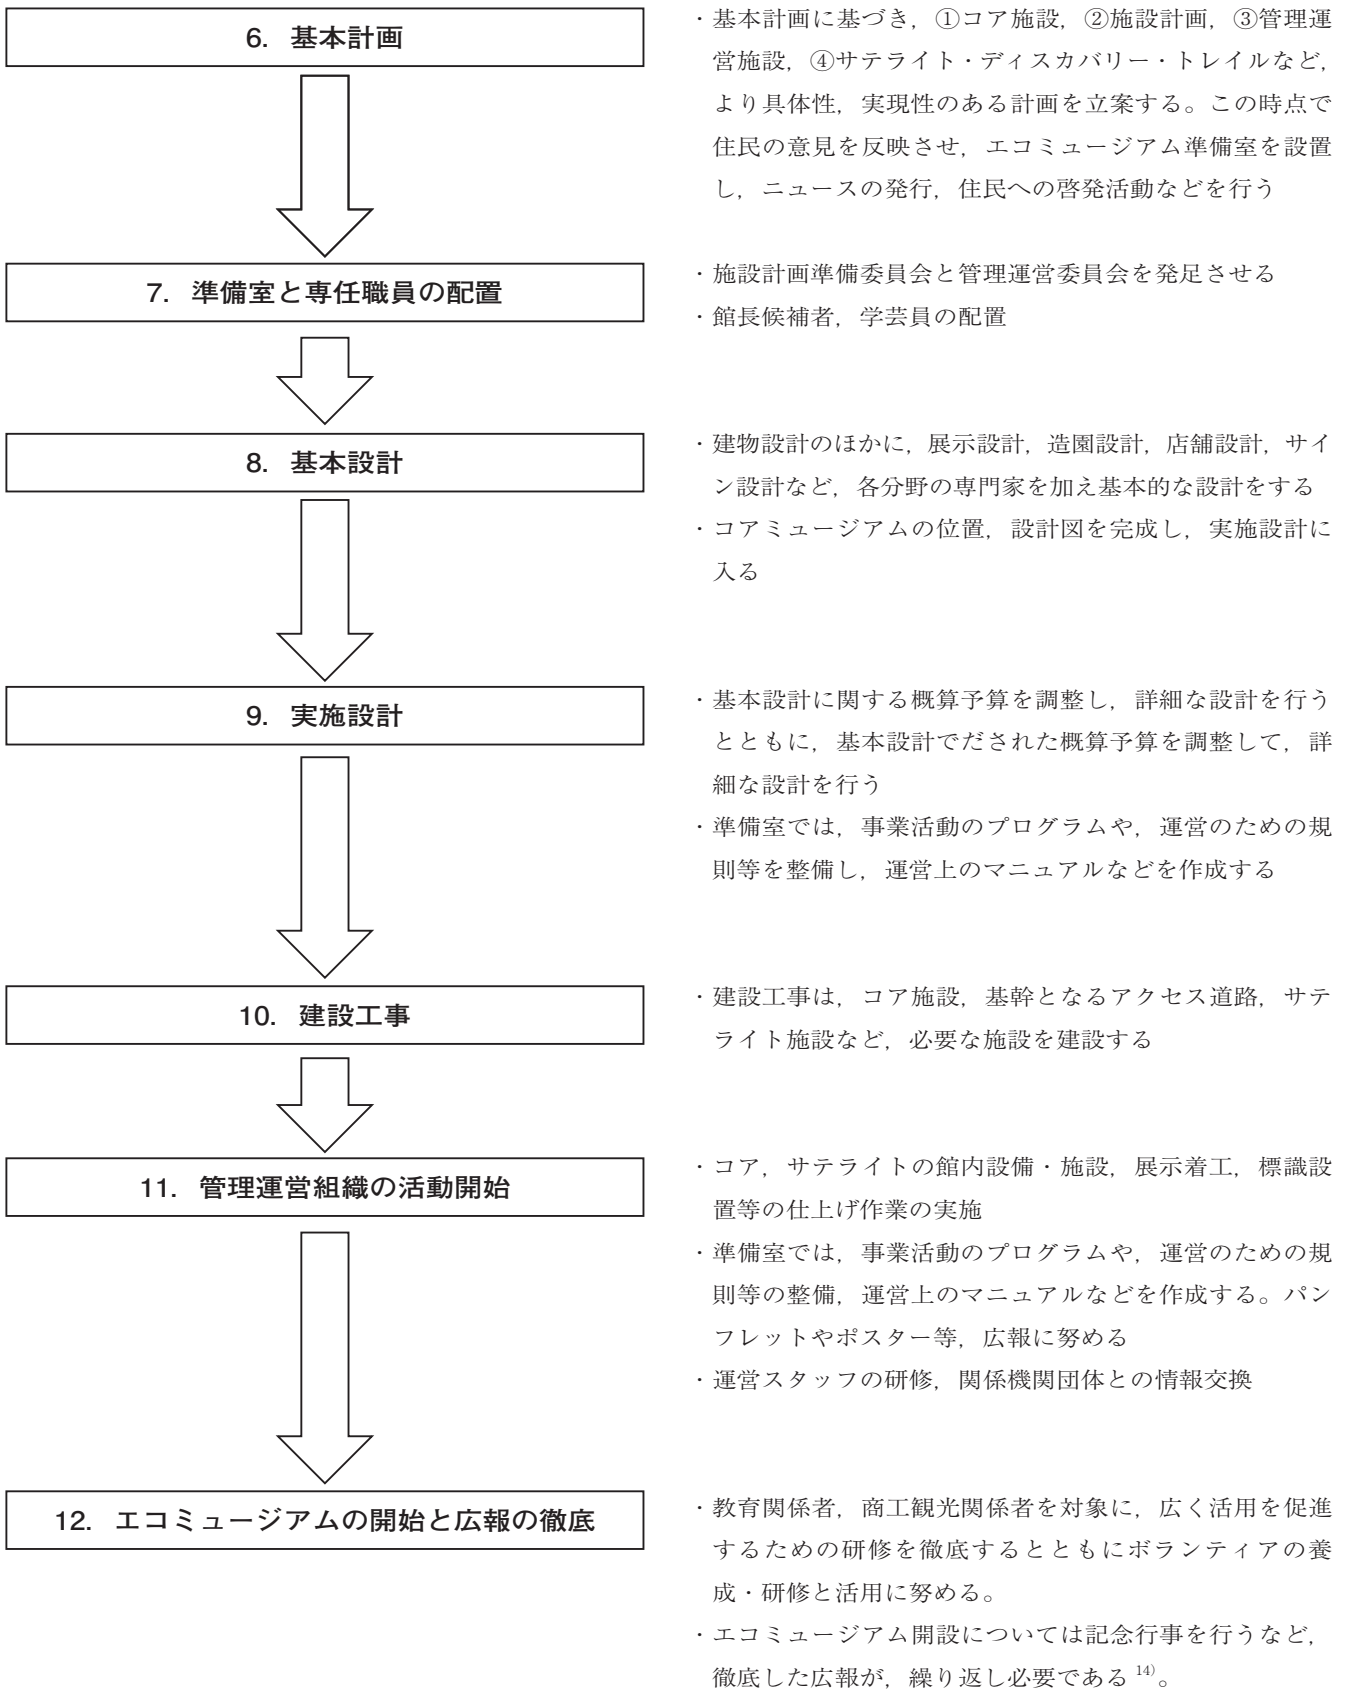 6. 基本計画
・基本計画に基づき，①コア施設，②施設計画，③管理運
営施設，④サテライト・ディスカバリー・トレイルなど，
より具体性，実現性のある計画を立案する。この時点で
住民の意見を反映させ，エコミュージアム準備室を設置
し，ニュースの発行，住民への啓発活動などを行う
7. 準備室と専任職員の配置
・施設計画準備委員会と管理運営委員会を発足させる
・館長候補者，学芸員の配置
8. 基本設計
・建物設計のほかに，展示設計，造園設計，店舗設計，サイ
ン設計など，各分野の専門家を加え基本的な設計をする
・コアミュージアムの位置，設計図を完成し，実施設計に
入る
9. 実施設計
・基本設計に関する概算予算を調整し，詳細な設計を行う
とともに，基本設計でだされた概算予算を調整して，詳
細な設計を行う
・準備室では，事業活動のプログラムや，運営のための規
則等を整備し，運営上のマニュアルなどを作成する
10. 建設工事
・建設工事は，コア施設，基幹となるアクセス道路，サテ
ライト施設など，必要な施設を建設する
11. 管理運営組織の活動開始
・コア，サテライトの館内設備・施設，展示着工，標識設
置等の仕上げ作業の実施
・準備室では，事業活動のプログラムや，運営のための規
則等の整備，運営上のマニュアルなどを作成する。パン
フレットやポスター等，広報に努める
・運営スタッフの研修，関係機関団体との情報交換
12. エコミュージアムの開始と広報の徹底
・教育関係者，商工観光関係者を対象に，広く活用を促進
するための研修を徹底するとともにボランティアの養
成・研修と活用に努める。
・エコミュージアム開設については記念行事を行うなど，
徹底した広報が，繰り返し必要である 14)。